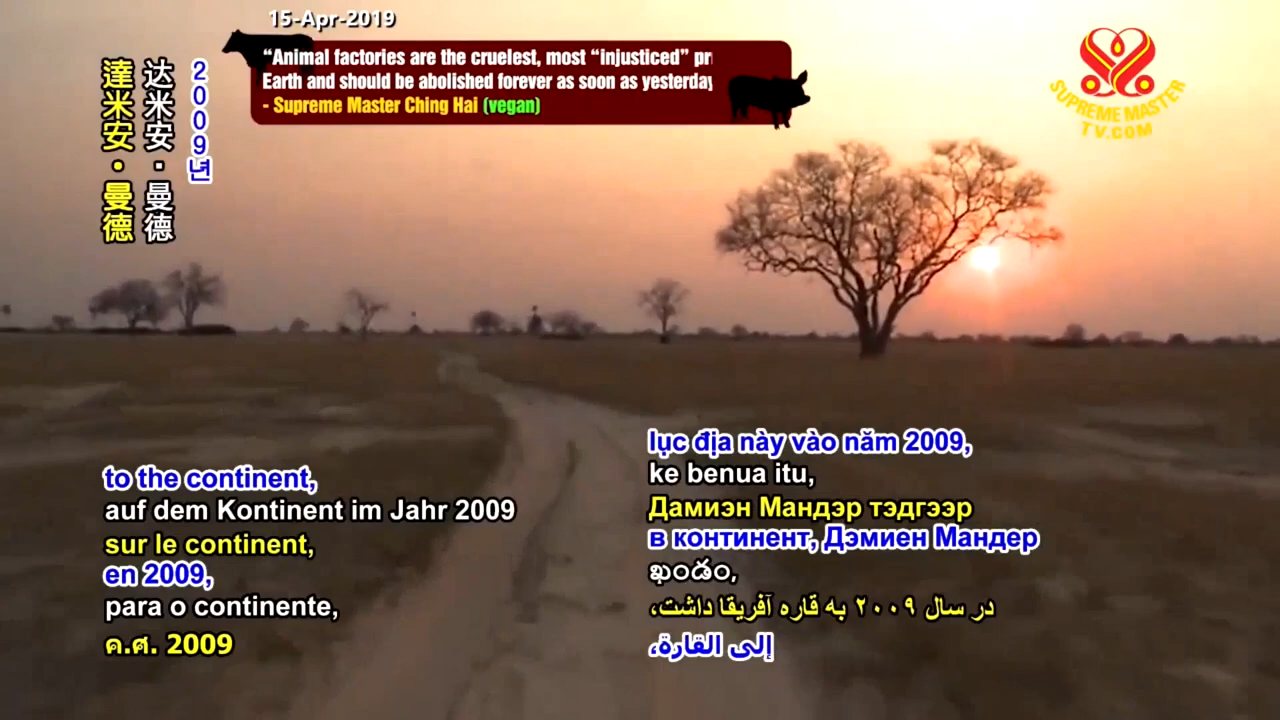 15-Apr-2019
“Animal factories are the cruelest, most “injusticed”
Earth and should be abolished forever as soon as yesterday
- Supreme Master Ching Hai (vegan)
SUPREME MASTER
TV.COM
達米安・曼德
达米安・曼德
2009년
to the continent,
auf dem Kontinent im Jahr 2009
sur le continent,
en 2009,
para o continente,
ค.ศ. 2009
lục địa này vào năm 2009,
ke benua itu,
Дамиэн Мандэр тэдгээр
в континент, Дэмиен Мандер
ఖండం,
در سال ۲۰۰۹ به قاره آفریقا داشت،
إلى القارة،